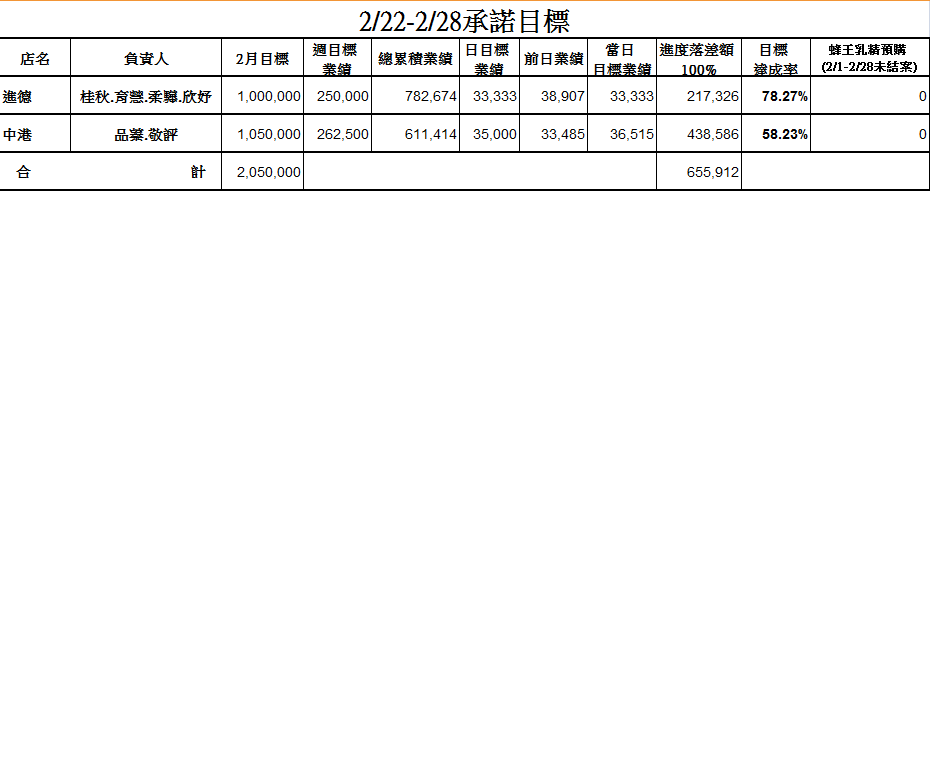 2/22-2/28承諾目標
店名 負責人 2月目標 週目標業績 總累積業績 日目標業績 前日業績 當日目標業績 進度落差額100% 目標達成率 蜂王乳精預購(2/1-2/28未結案)
進德 桂秋.育慧.柔驊.欣妤 1,000,000 250,000 782,674 33,333 38,907 33,333 217,326 78.27% 0
中港 品蓁.敬評 1,050,000 262,500 611,414 35,000 33,485 36,515 438,586 58.23% 0
合計 2,050,000 655,912